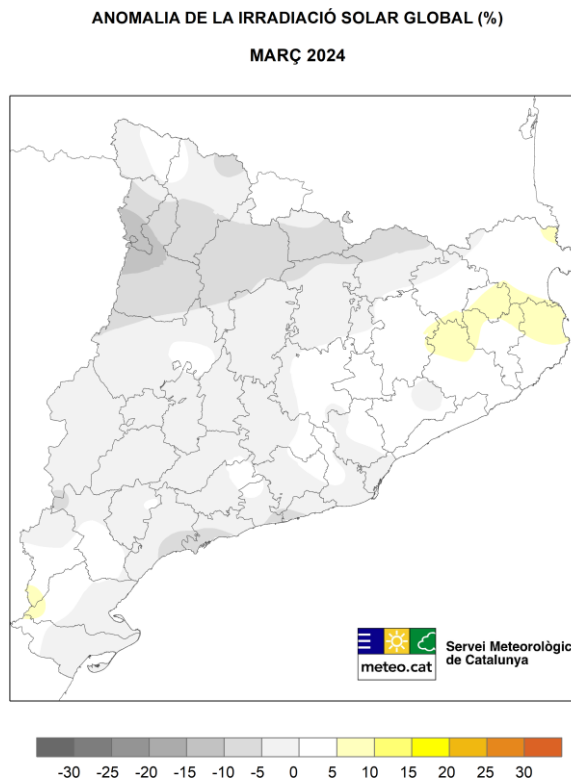 ANOMALIA DE LA IRRADIACIÓ SOLAR GLOBAL (%)
MARÇ 2024
meteo.cat
Servei Meteorològic
de Catalunya
-30 -25 -20 -15 -10 -5 0 5 10 15 20 25 30